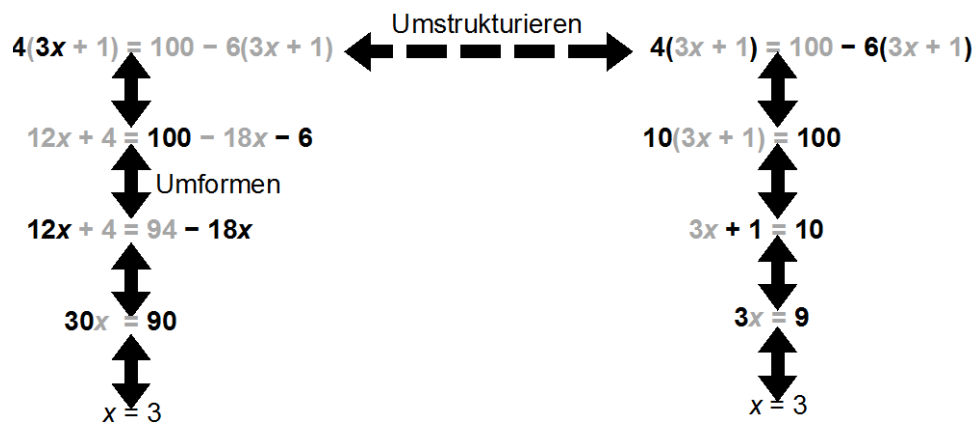 Umstrukturieren
4(3x + 1) = 100 − 6(3x + 1)
4(3x + 1) = 100 − 6(3x + 1)
12x + 4 = 100 − 18x − 6
10(3x + 1) = 100
Umformen
12x + 4 = 94 − 18x
3x + 1 = 10
30x = 90
3x = 9
x = 3
x = 3